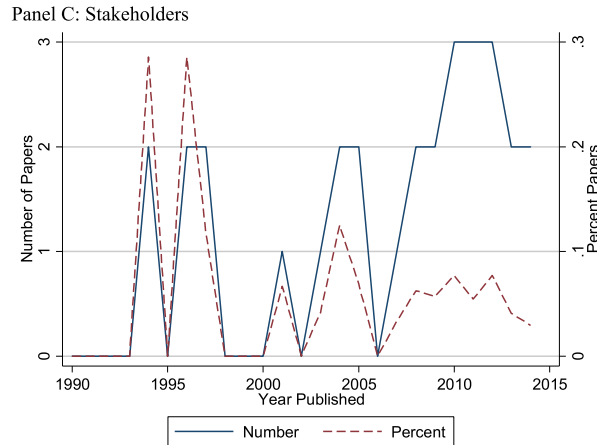 Panel C: Stakeholders
3
2
1
0
Number of Papers
.3
.2
.1
0
Percent Papers
1990 1995 2000 2005 2010 2015
Year Published
Number Percent